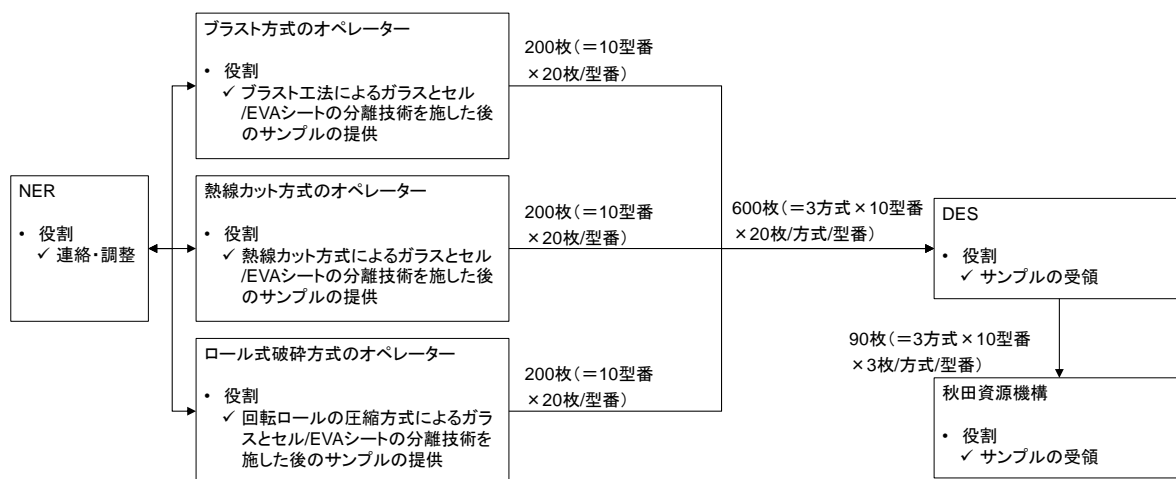 ブラスト方式のオペレーター
• 役割
✓ ブラスト工法によるガラスとセル
/EVAシートの分離技術を施した後
のサンプルの提供
200枚(=10型番
×20枚/型番)
NER
• 役割
✓ 連絡・調整
熱線カット方式のオペレーター
• 役割
✓ 熱線カット方式によるガラスとセル
/EVAシートの分離技術を施した後
のサンプルの提供
200枚(=10型番
×20枚/型番)
600枚(=3方式×10型番
×20枚/方式/型番)
DES
• 役割
✓ サンプルの受領
ロール式破砕方式のオペレーター
• 役割
✓ 回転ロールの圧縮方式によるガラ
スとセル/EVAシートの分離技術を
施した後のサンプルの提供
200枚(=10型番
×20枚/型番)
90枚(=3方式×10型番
×3枚/方式/型番)
秋田資源機構
• 役割
✓ サンプルの受領